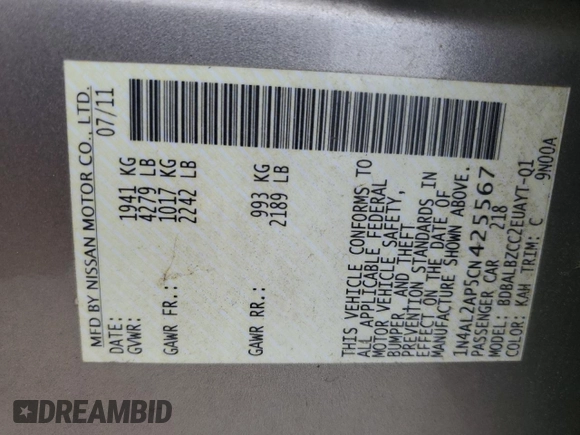 MFD BY NISSAN MOTOR CO., LTD.
DATE: 07/11
GVWR: 1941 KG
4279 LB
GAWR FR.: 1017 KG
2242 LB
GAWR RR.: 993 KG
2189 LB
THIS VEHICLE CONFORMS TO
ALL APPLICABLE FEDERAL
MOTOR VEHICLE SAFETY,
BUMPER, AND THEFT
PREVENTION STANDARDS IN
EFFECT ON THE DATE OF
MANUFACTURE SHOWN ABOVE.
1N4AL2AP5CN425567
PASSENGER CAR 218
MODEL: BDBALBZCC2EUAYT-Q1
COLOR: KAH TRIM: C 9N00A
DREAMBID